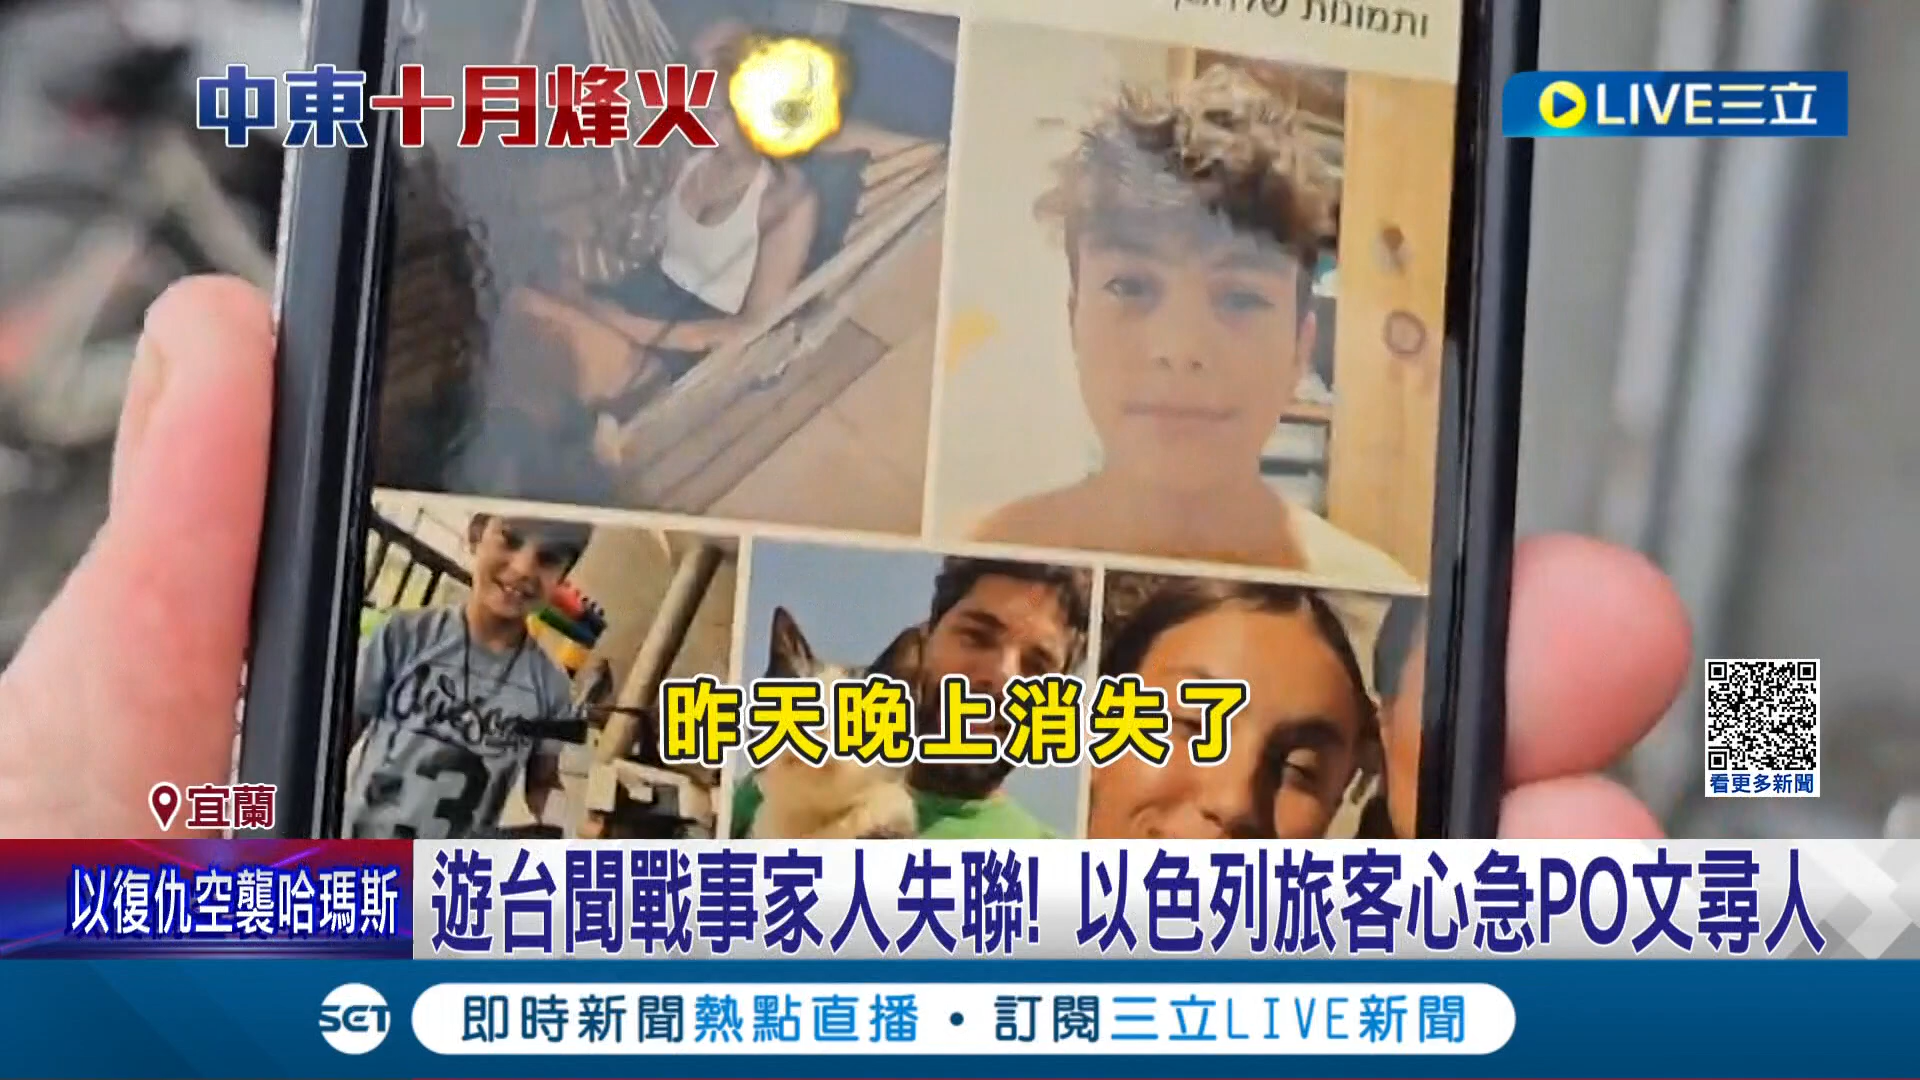 ותמונות של
中東十月烽火
LIVE三立
昨天晚上消失了
看更多新聞
宜蘭
以復仇空襲哈瑪斯
遊台聞戰事家人失聯! 以色列旅客心急PO文尋人
SET
即時新聞熱點直播・訂閱三立LIVE新聞